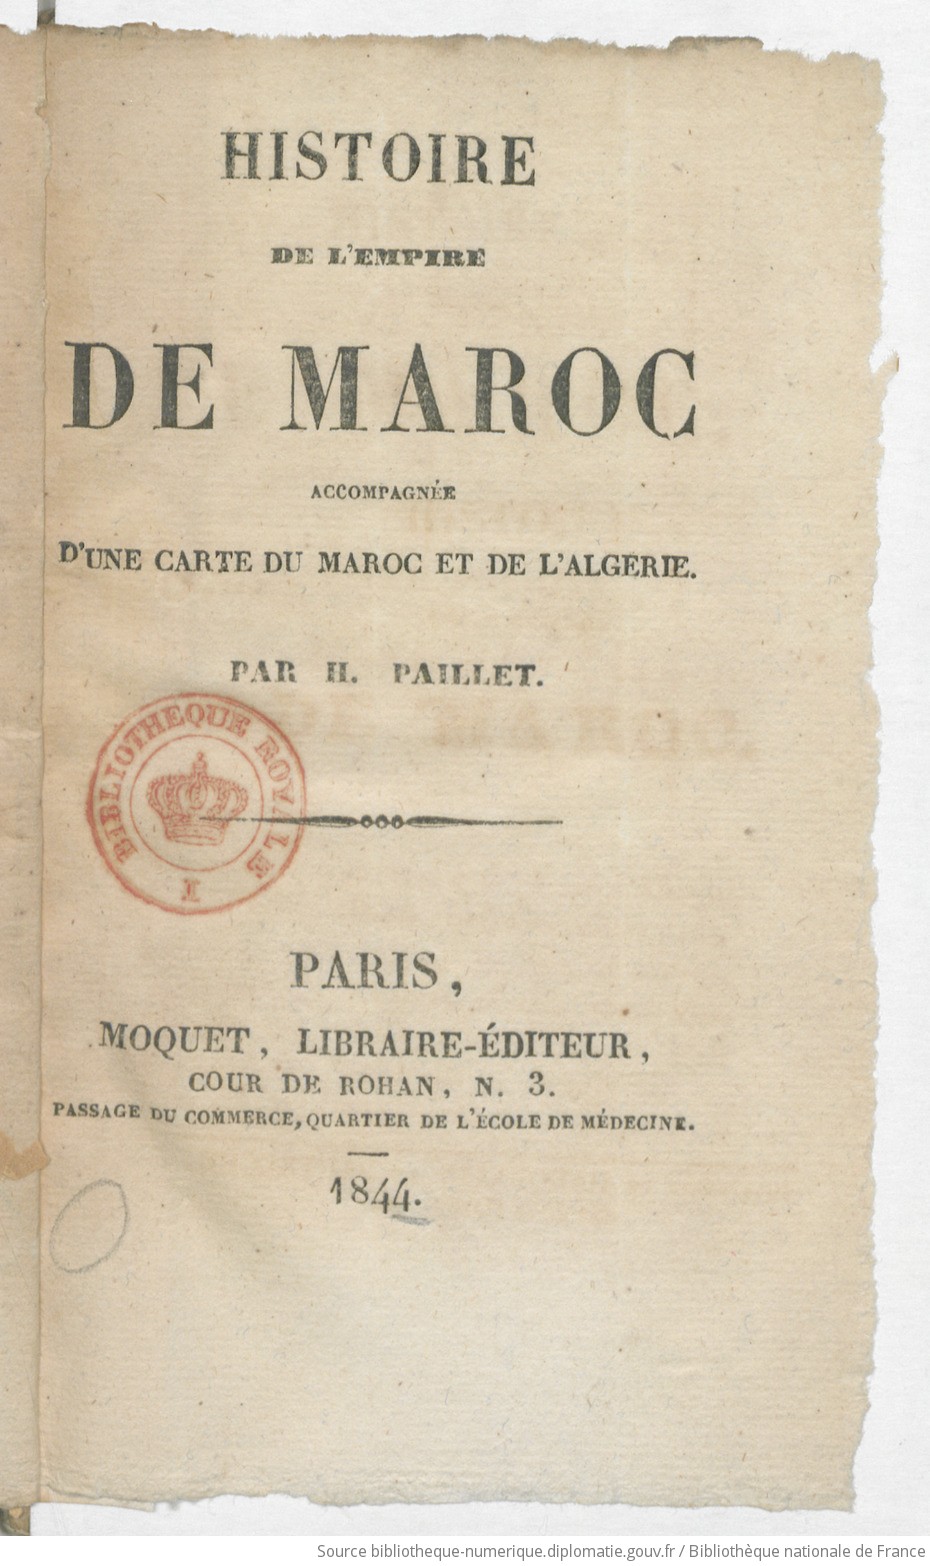 HISTOIRE
DE L'EMPIRE
DE MAROC
ACCOMPAGNÉE
D'UNE CARTE DU MAROC ET DE L'ALGERIE.
PAR H. PAILLET.
BIBLIOTHEQUE ROYALE
I
PARIS,
MOQUET, LIBRAIRE-ÉDITEUR,
COUR DE ROHAN, N. 3.
PASSAGE DU COMMERCE, QUARTIER DE L'ÉCOLE DE MÉDECINE.
1844.
Source bibliotheque-numerique.diplomatie.gouv.fr / Bibliothèque nationale de France